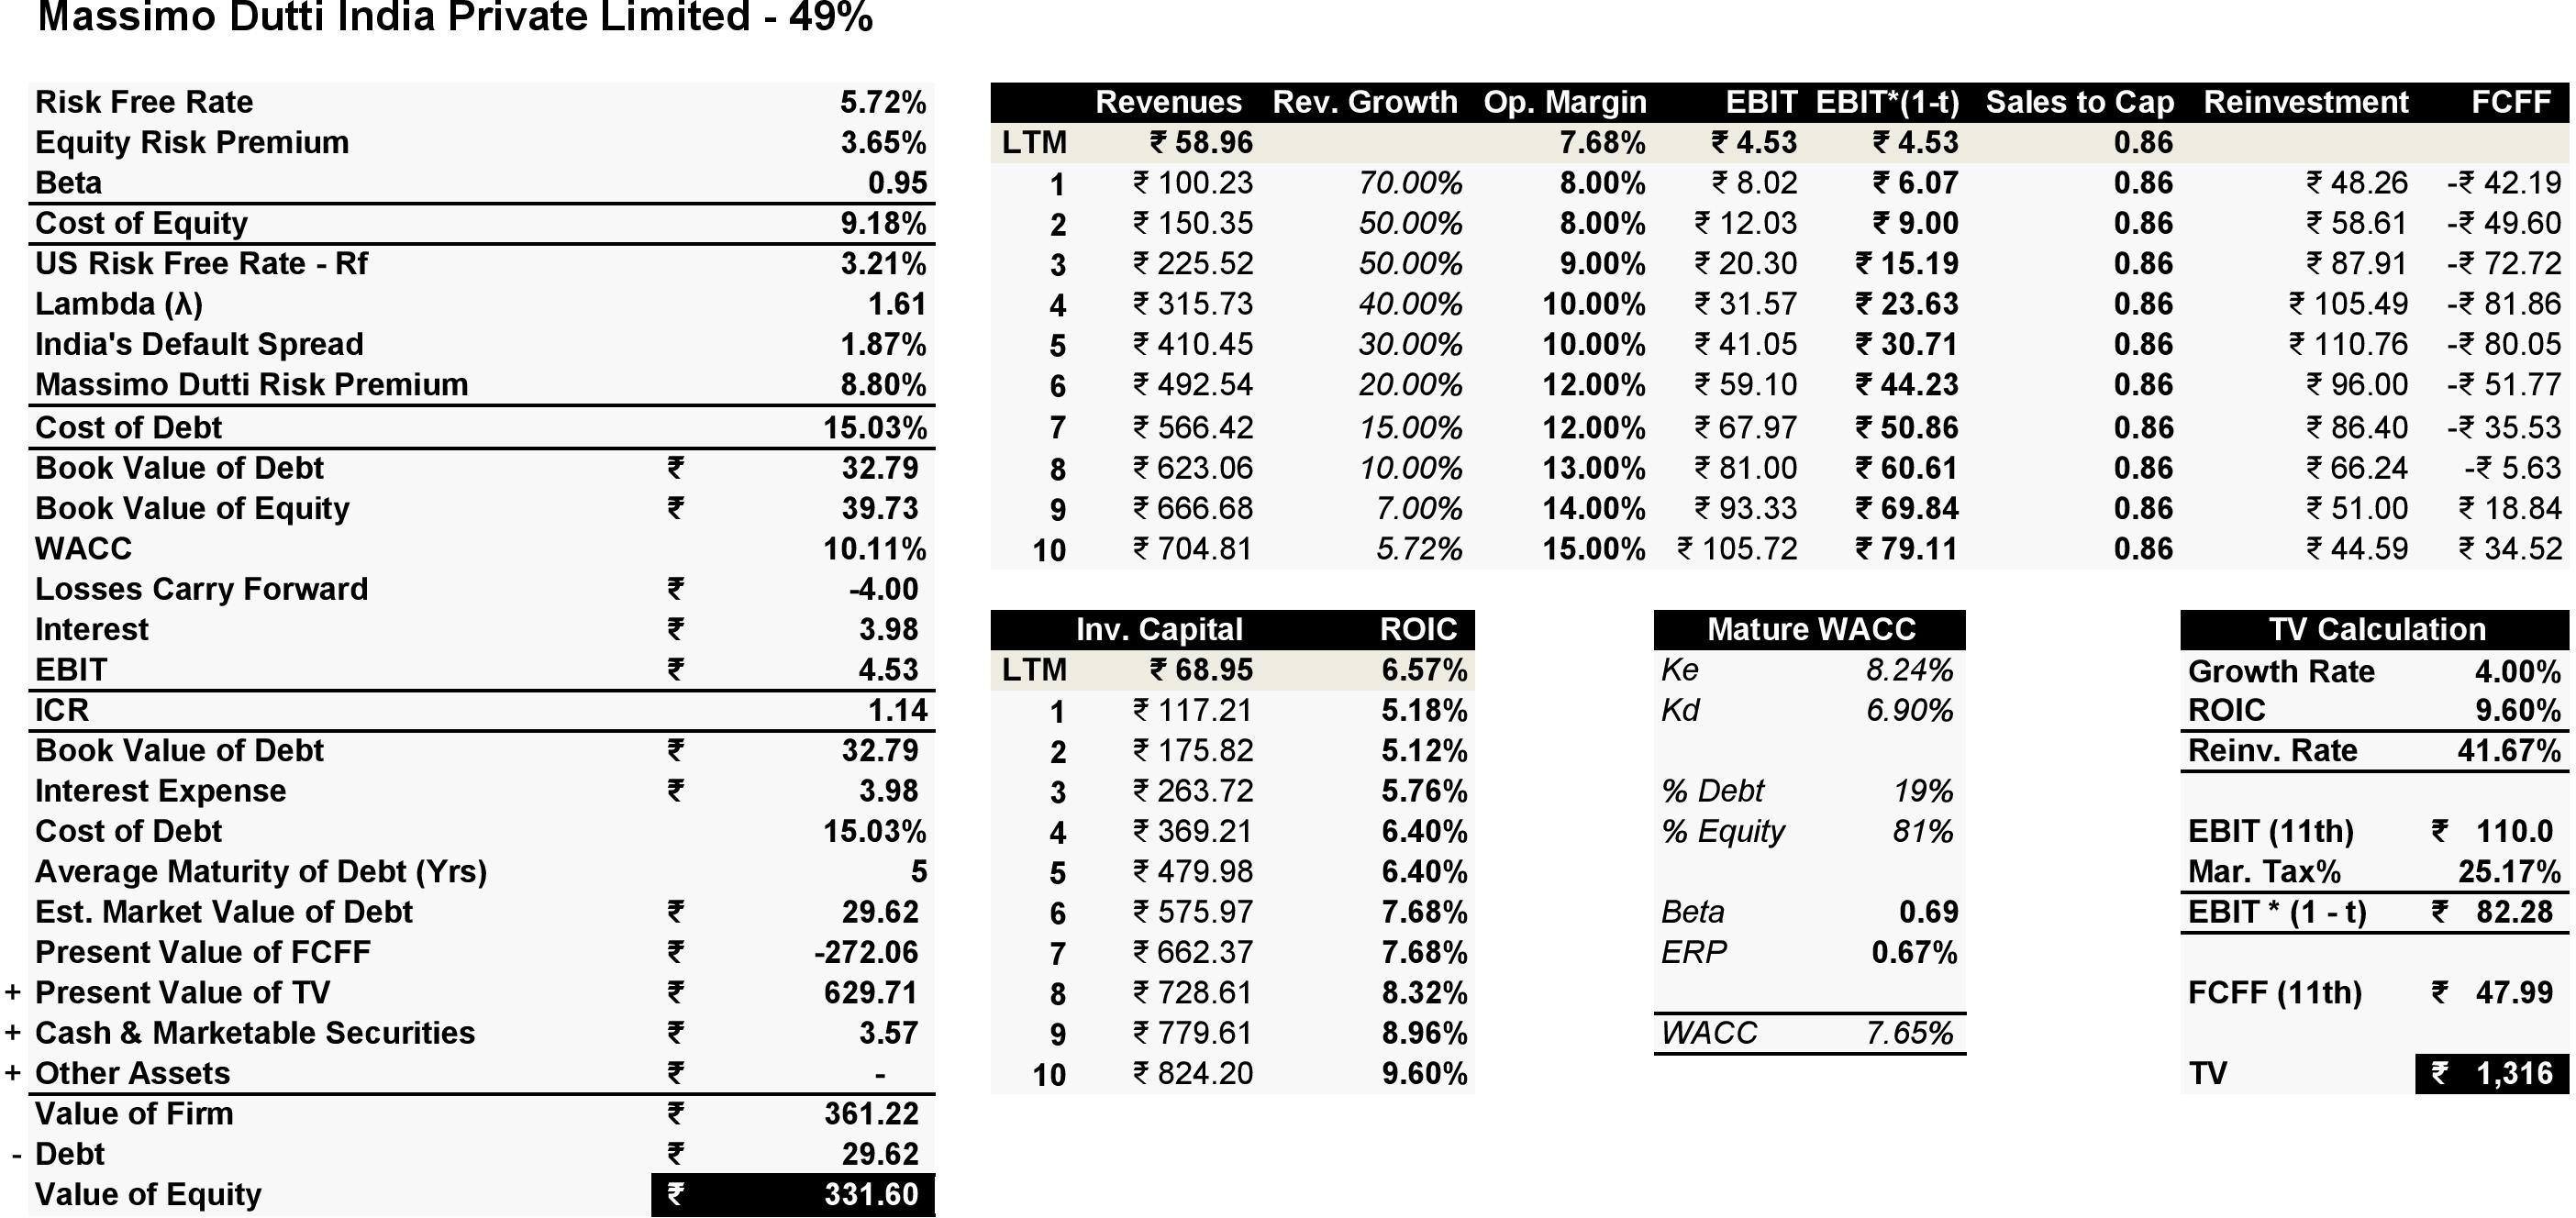 Massimo Dutti India Private Limited - 49%
Risk Free Rate 5.72%
Equity Risk Premium 3.65%
Beta 0.95
Cost of Equity 9.18%
US Risk Free Rate - Rf 3.21%
Lambda (λ) 1.61
India's Default Spread 1.87%
Massimo Dutti Risk Premium 8.80%
Cost of Debt 15.03%
Book Value of Debt ₹ 32.79
Book Value of Equity ₹ 39.73
WACC 10.11%
Losses Carry Forward ₹ -4.00
Interest ₹ 3.98
EBIT ₹ 4.53
ICR 1.14
Book Value of Debt ₹ 32.79
Interest Expense ₹ 3.98
Cost of Debt 15.03%
Average Maturity of Debt (Yrs) 5
Est. Market Value of Debt ₹ 29.62
Present Value of FCFF ₹ -272.06
+ Present Value of TV ₹ 629.71
+ Cash & Marketable Securities ₹ 3.57
+ Other Assets ₹ -
Value of Firm ₹ 361.22
- Debt ₹ 29.62
Value of Equity ₹ 331.60
Revenues Rev. Growth Op. Margin EBIT EBIT*(1-t) Sales to Cap Reinvestment FCFF
LTM ₹ 58.96 7.68% ₹ 4.53 ₹ 4.53 0.86
1 ₹ 100.23 70.00% 8.00% ₹ 8.02 ₹ 6.07 0.86 ₹ 48.26 -₹ 42.19
2 ₹ 150.35 50.00% 8.00% ₹ 12.03 ₹ 9.00 0.86 ₹ 58.61 -₹ 49.60
3 ₹ 225.52 50.00% 9.00% ₹ 20.30 ₹ 15.19 0.86 ₹ 87.91 -₹ 72.72
4 ₹ 315.73 40.00% 10.00% ₹ 31.57 ₹ 23.63 0.86 ₹ 105.49 -₹ 81.86
5 ₹ 410.45 30.00% 10.00% ₹ 41.05 ₹ 30.71 0.86 ₹ 110.76 -₹ 80.05
6 ₹ 492.54 20.00% 12.00% ₹ 59.10 ₹ 44.23 0.86 ₹ 96.00 -₹ 51.77
7 ₹ 566.42 15.00% 12.00% ₹ 67.97 ₹ 50.86 0.86 ₹ 86.40 -₹ 35.53
8 ₹ 623.06 10.00% 13.00% ₹ 81.00 ₹ 60.61 0.86 ₹ 66.24 -₹ 5.63
9 ₹ 666.68 7.00% 14.00% ₹ 93.33 ₹ 69.84 0.86 ₹ 51.00 ₹ 18.84
10 ₹ 704.81 5.72% 15.00% ₹ 105.72 ₹ 79.11 0.86 ₹ 44.59 ₹ 34.52
Inv. Capital ROIC
LTM ₹ 68.95 6.57%
1 ₹ 117.21 5.18%
2 ₹ 175.82 5.12%
3 ₹ 263.72 5.76%
4 ₹ 369.21 6.40%
5 ₹ 479.98 6.40%
6 ₹ 575.97 7.68%
7 ₹ 662.37 7.68%
8 ₹ 728.61 8.32%
9 ₹ 779.61 8.96%
10 ₹ 824.20 9.60%
Mature WACC
Ke 8.24%
Kd 6.90%
% Debt 19%
% Equity 81%
Beta 0.69
ERP 0.67%
WACC 7.65%
TV Calculation
Growth Rate 4.00%
ROIC 9.60%
Reinv. Rate 41.67%
EBIT (11th) ₹ 110.0
Mar. Tax% 25.17%
EBIT * (1 - t) ₹ 82.28
FCFF (11th) ₹ 47.99
TV ₹ 1,316